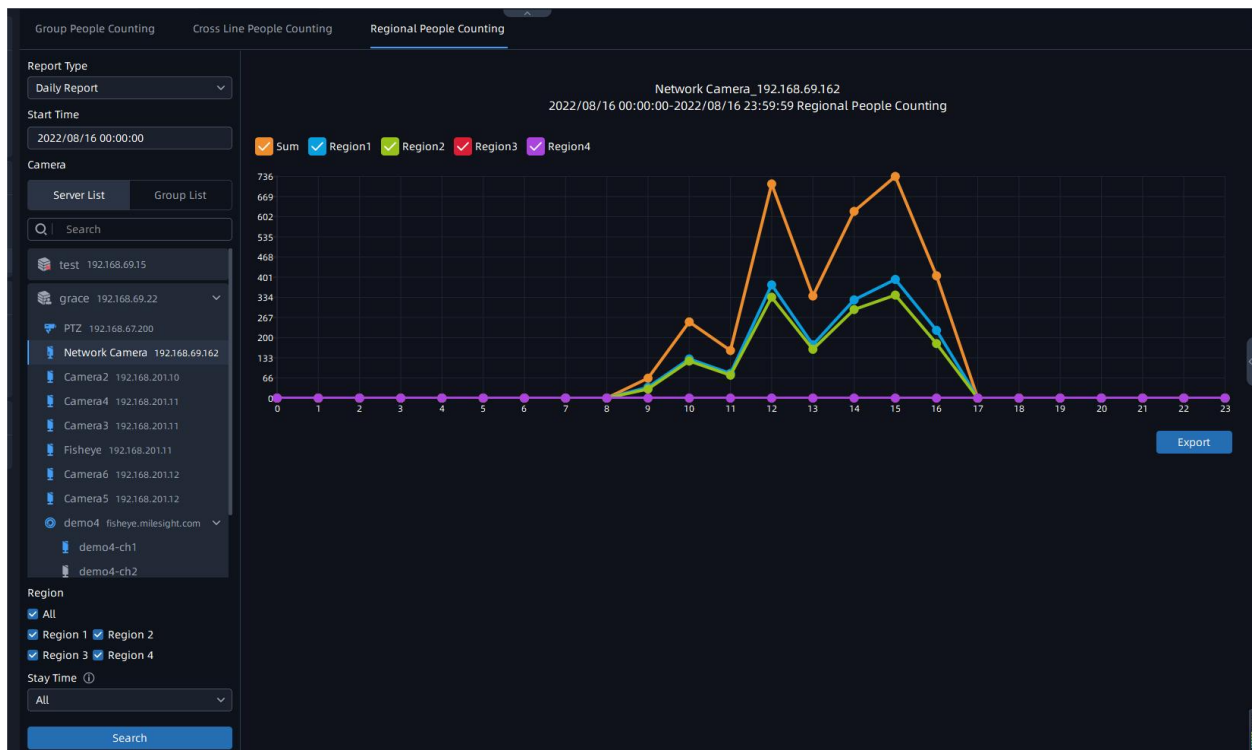 Group People Counting Cross Line People Counting Regional People Counting
Report Type
Daily Report
Start Time
2022/08/16 00:00:00
Camera
Server List Group List
Search
test 192.168.69.15
grace 192.168.69.22
PTZ 192.168.67.200
Network Camera 192.168.69.162
Camera2 192.168.201.10
Camera4 192.168.201.11
Camera3 192.168.201.11
Fisheye 192.168.201.11
Camera6 192.168.201.12
Camera5 192.168.201.12
demo4 fisheye.milesight.com
demo4-ch1
demo4-ch2
Region
All
Region 1 Region 2
Region 3 Region 4
Stay Time
All
Search
Network Camera_192.168.69.162
2022/08/16 00:00:00-2022/08/16 23:59:59 Regional People Counting
Sum Region1 Region2 Region3 Region4
736
669
602
535
468
401
334
267
200
133
66
0
0 1 2 3 4 5 6 7 8 9 10 11 12 13 14 15 16 17 18 19 20 21 22 23
Export